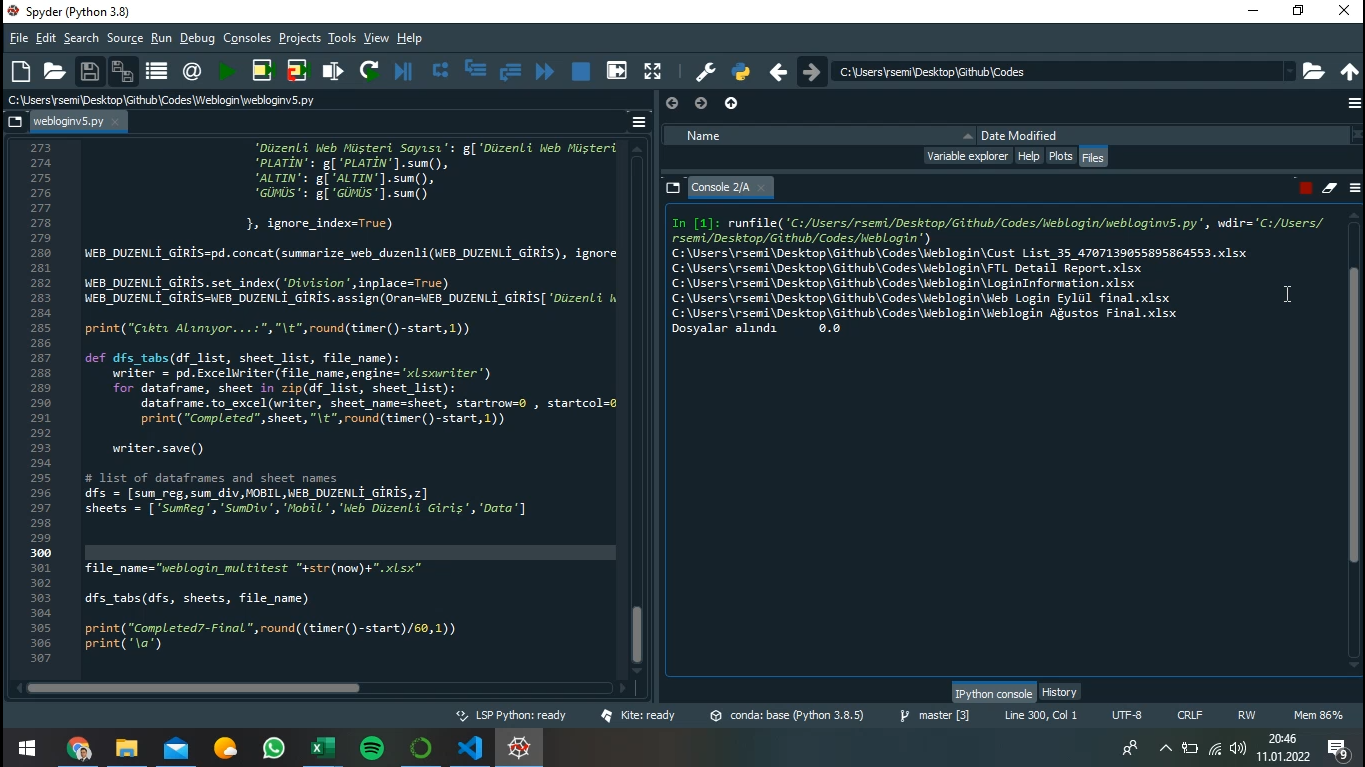 Spyder (Python 3.8)
File Edit Search Source Run Debug Consoles Projects Tools View Help
C:\Users\rsemi\Desktop\Github\Codes
C:\Users\rsemi\Desktop\Github\Codes\Weblogin\webloginv5.py
webloginv5.py
273 'Düzenli Web Müşteri Sayısı': g['Düzenli Web Müşteri
274 'PLATİN': g['PLATİN'].sum(),
275 'ALTIN': g['ALTIN'].sum(),
276 'GÜMÜS': g['GÜMÜS'].sum()
277
278 }, ignore_index=True)
279
280 WEB_DUZENLİ_GİRİS=pd.concat(summarize_web_duzenli(WEB_DUZENLİ_GİRİS), ignore
281
282 WEB_DUZENLİ_GİRİS.set_index('Division',inplace=True)
283 WEB_DUZENLİ_GİRİS=WEB_DUZENLİ_GİRİS.assign(Oran=WEB_DUZENLİ_GİRİS['Düzenli W
284
285 print("Çıktı Alınıyor...:","\t",round(timer()-start,1))
286
287 def dfs_tabs(df_list, sheet_list, file_name):
288 writer = pd.ExcelWriter(file_name,engine='xlsxwriter')
289 for dataframe, sheet in zip(df_list, sheet_list):
290 dataframe.to_excel(writer, sheet_name=sheet, startrow=0 , startcol=0
291 print("Completed",sheet,"\t",round(timer()-start,1))
292
293 writer.save()
294
295 # list of dataframes and sheet names
296 dfs = [sum_reg,sum_div,MOBIL,WEB_DUZENLİ_GİRİS,z]
297 sheets = ['SumReg','SumDiv','Mobil','Web Düzenli Giriş','Data']
298
299
300
301 file_name="weblogin_multitest "+str(now)+".xlsx"
302
303 dfs_tabs(dfs, sheets, file_name)
304
305 print("Completed7-Final",round((timer()-start)/60,1))
306 print('\a')
307
Name Date Modified
Variable explorer Help Plots Files
Console 2/A
In [1]: runfile('C:/Users/rsemi/Desktop/Github/Codes/Weblogin/webloginv5.py', wdir='C:/Users/
rsemi/Desktop/Github/Codes/Weblogin')
C:\Users\rsemi\Desktop\Github\Codes\Weblogin\Cust List_35_4707139055895864553.xlsx
C:\Users\rsemi\Desktop\Github\Codes\Weblogin\FTL Detail Report.xlsx
C:\Users\rsemi\Desktop\Github\Codes\Weblogin\LoginInformation.xlsx
C:\Users\rsemi\Desktop\Github\Codes\Weblogin\Web Login Eylül final.xlsx
C:\Users\rsemi\Desktop\Github\Codes\Weblogin\Weblogin Ağustos Final.xlsx
Dosyalar alındı 0.0
IPython console History
LSP Python: ready Kite: ready conda: base (Python 3.8.5) master [3] Line 300, Col 1 UTF-8 CRLF RW Mem 86%
20:46
11.01.2022
9